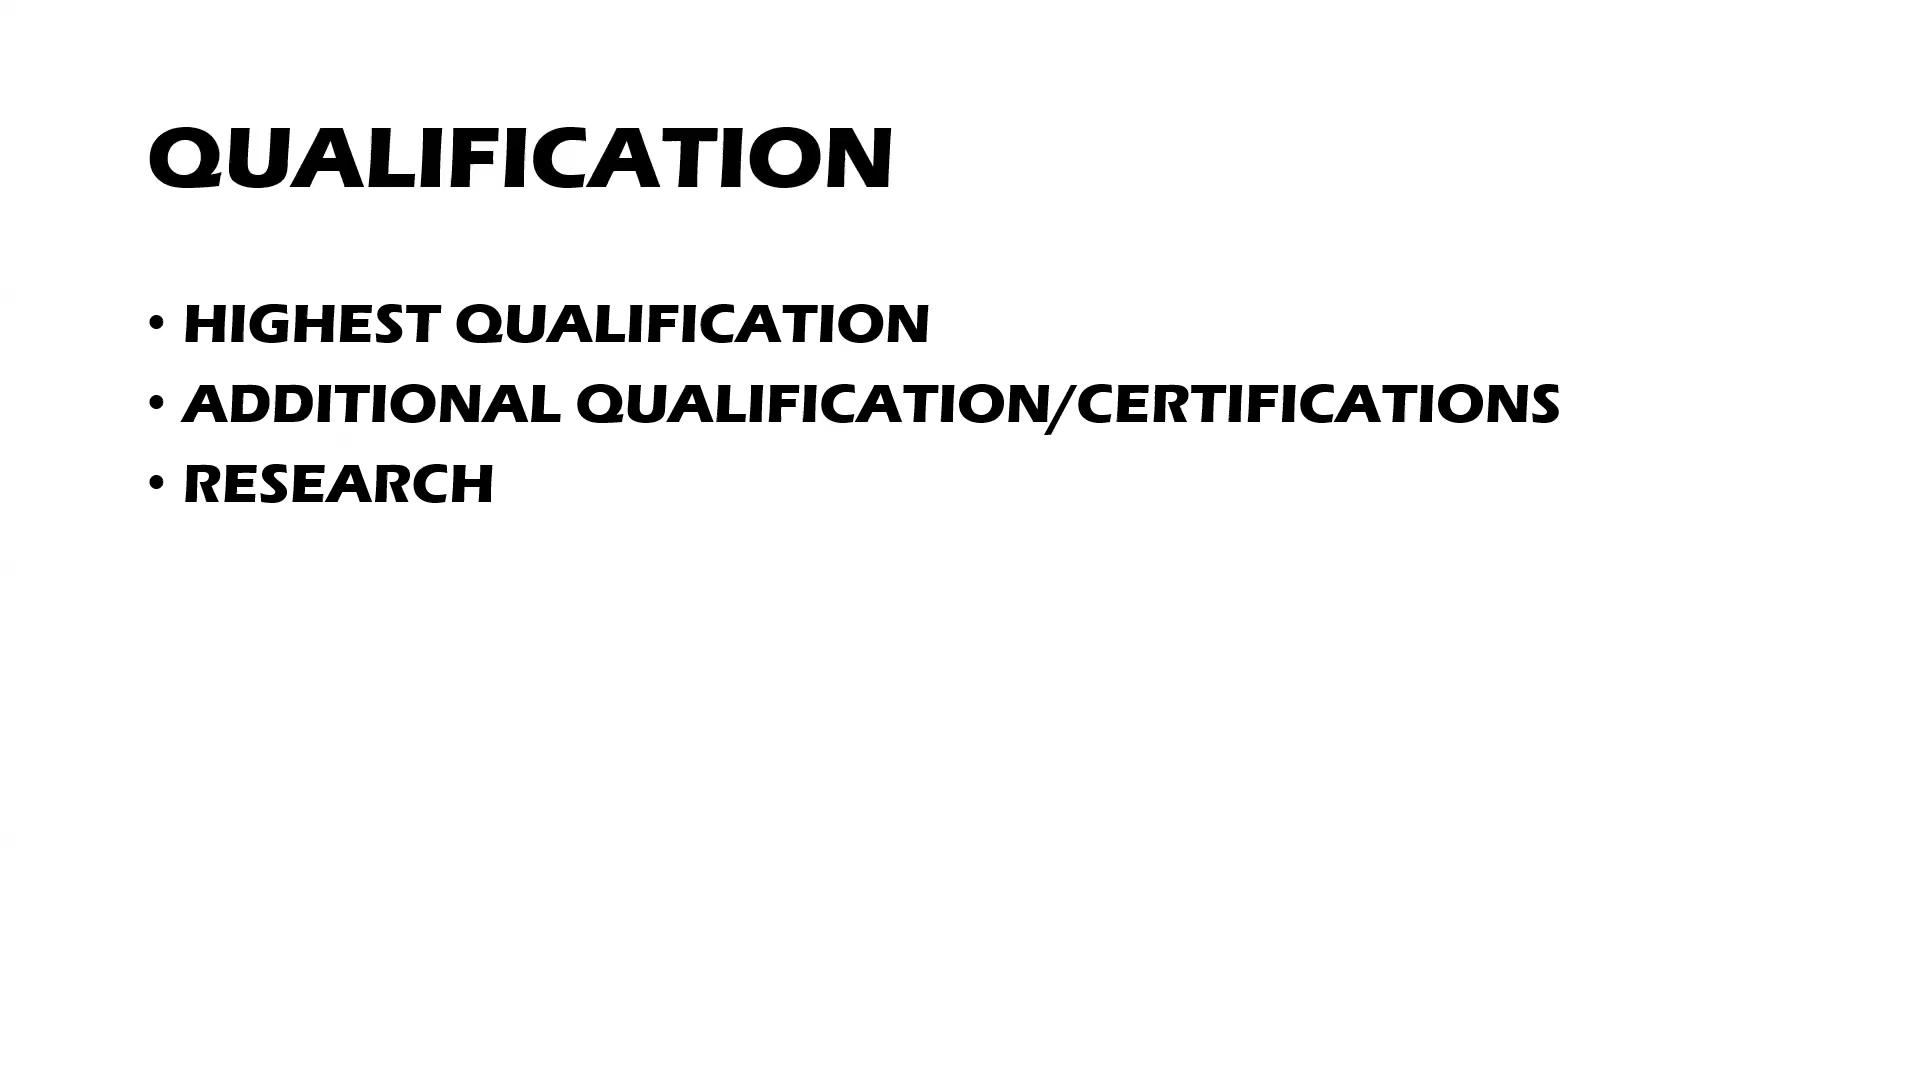 QUALIFICATION
• HIGHEST QUALIFICATION
• ADDITIONAL QUALIFICATION/CERTIFICATIONS
• RESEARCH